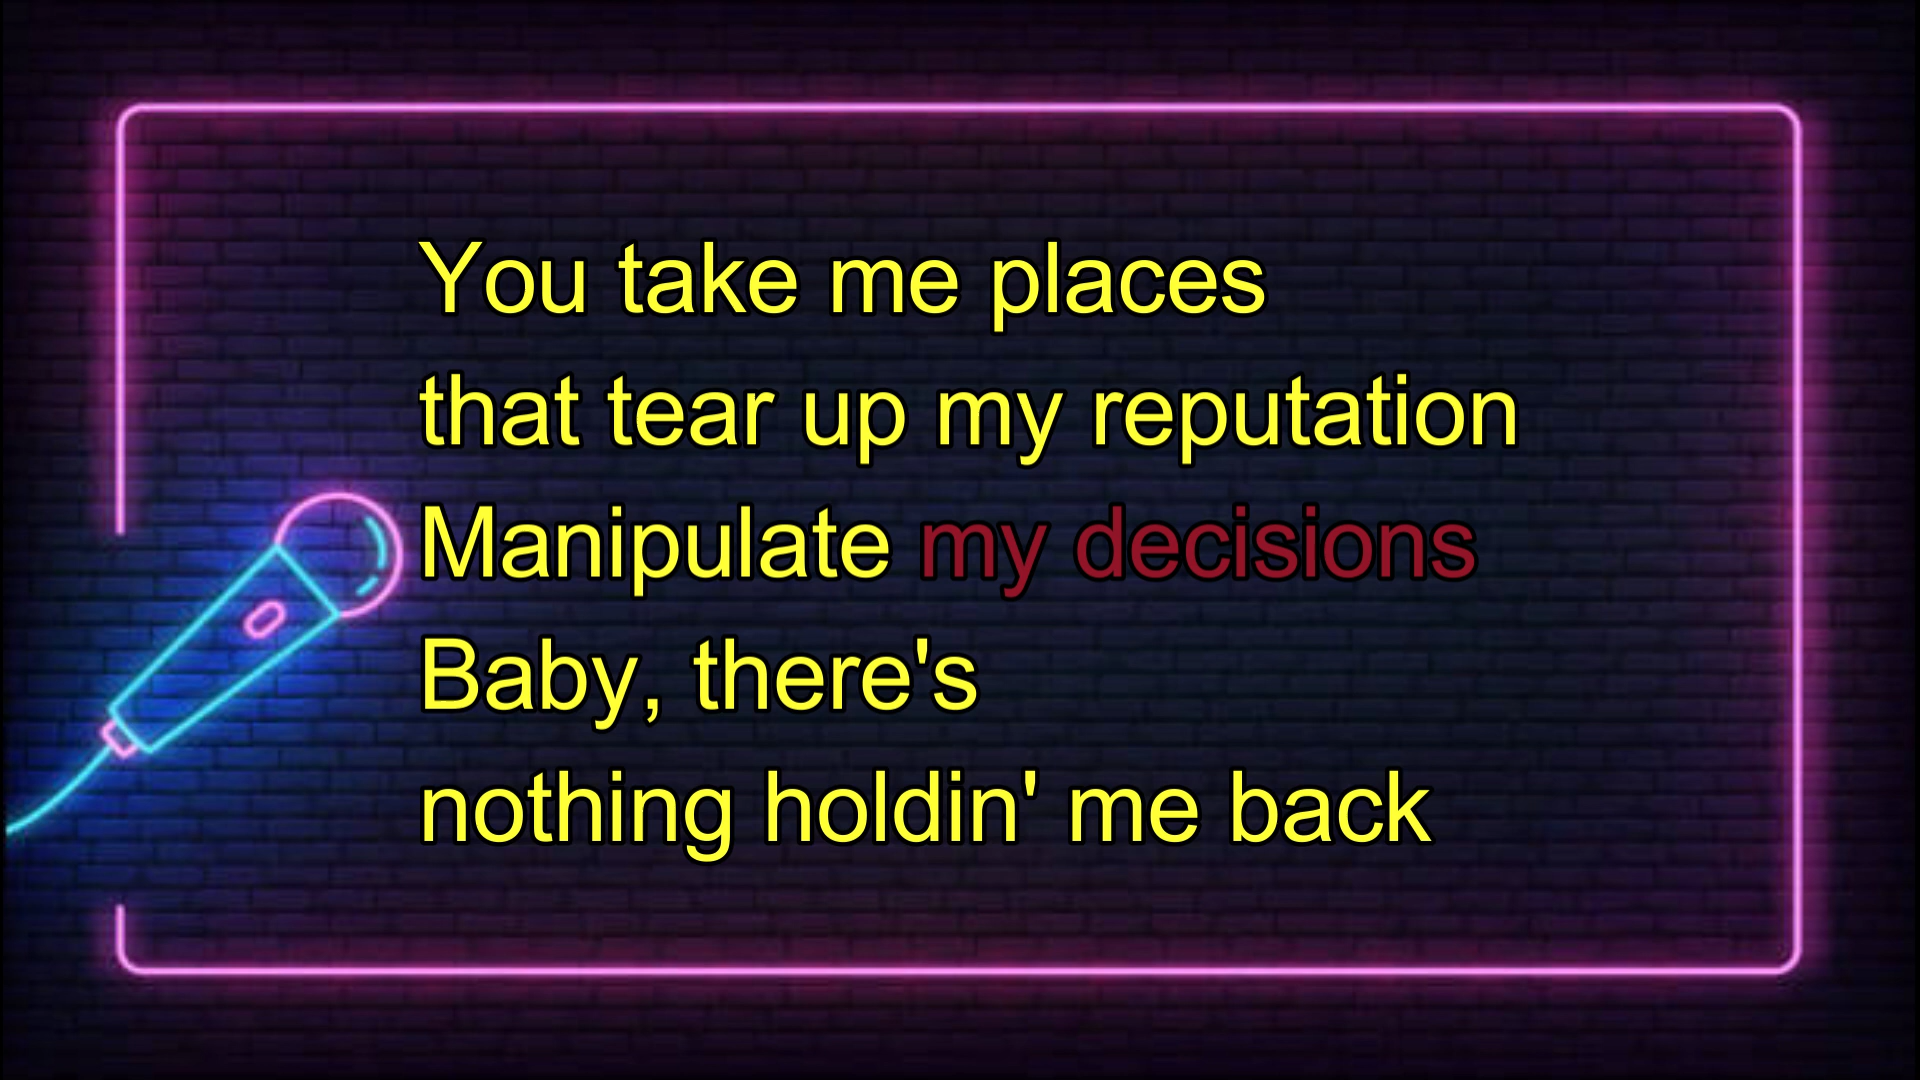 You take me places
that tear up my reputation
Manipulate my decisions
Baby, there's
nothing holdin' me back